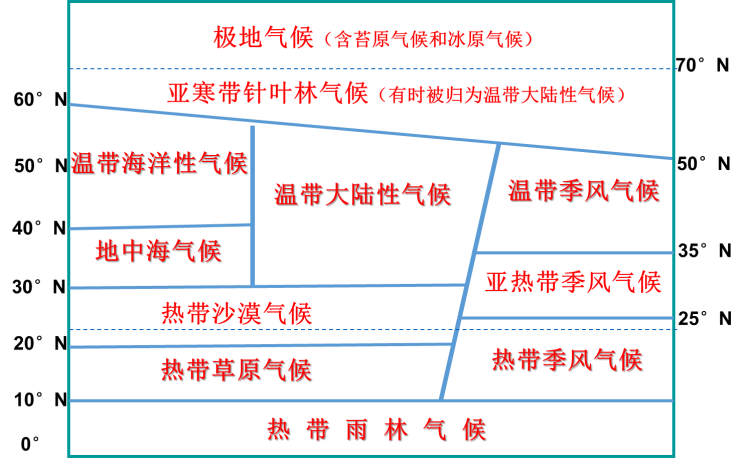 极地气候（含苔原气候和冰原气候）
70° N
亚寒带针叶林气候（有时被归为温带大陆性气候）
60° N
50° N
温带海洋性气候
温带大陆性气候
温带季风气候
50° N
40° N
地中海气候
35° N
30° N
亚热带季风气候
热带沙漠气候
25° N
20° N
热带草原气候
热带季风气候
10° N
热带雨林气候
0°